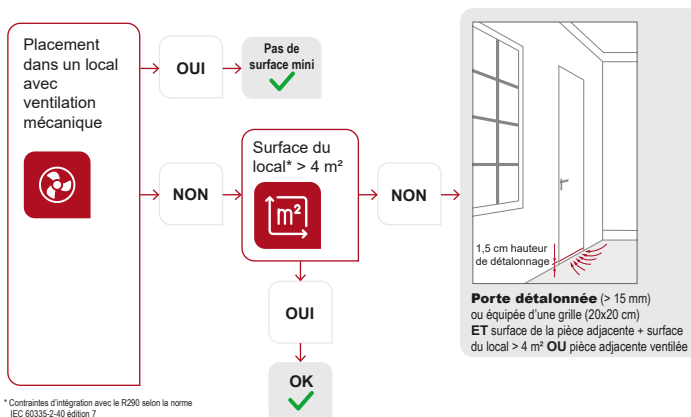 Placement
dans un local
avec
ventilation
mécanique
OUI
Pas de
surface mini
NON
Surface du
local* > 4 m²
m²
NON
OUI
OK
1,5 cm hauteur
de détalonnage
Porte détalonnée (> 15 mm)
ou équipée d'une grille (20x20 cm)
ET surface de la pièce adjacente + surface
du local > 4 m² OU pièce adjacente ventilée
* Contraintes d'intégration avec le R290 selon la norme
IEC 60335-2-40 édition 7